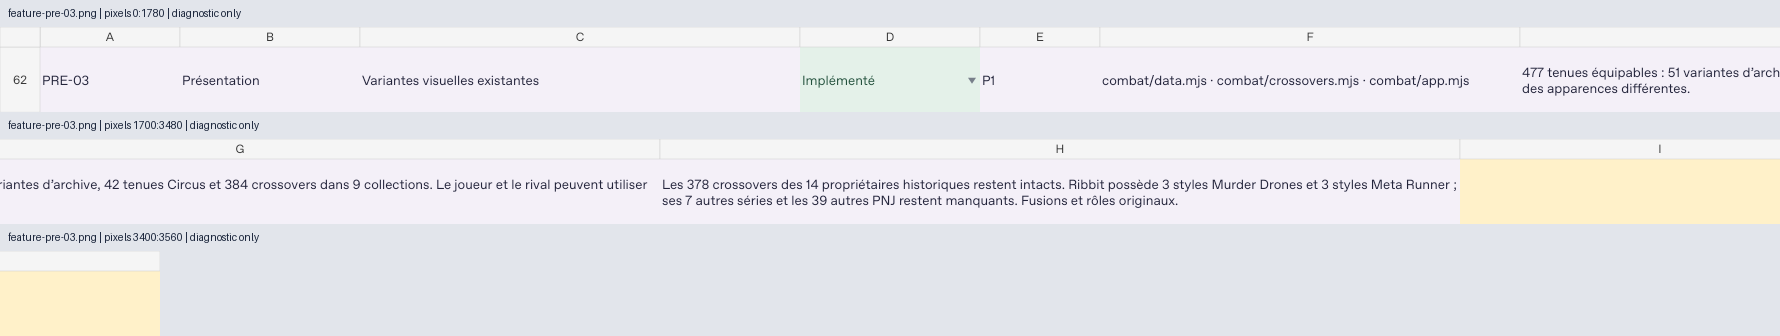 feature-pre-03.png | pixels 0:1780 | diagnostic only
A B C D E F
62 PRE-03 Présentation Variantes visuelles existantes Implémenté P1 combat/data.mjs · combat/crossovers.mjs · combat/app.mjs 477 tenues équipables : 51 variantes d’arch
des apparences différentes.
feature-pre-03.png | pixels 1700:3480 | diagnostic only
G H I
riantes d’archive, 42 tenues Circus et 384 crossovers dans 9 collections. Le joueur et le rival peuvent utiliser
Les 378 crossovers des 14 propriétaires historiques restent intacts. Ribbit possède 3 styles Murder Drones et 3 styles Meta Runner ;
ses 7 autres séries et les 39 autres PNJ restent manquants. Fusions et rôles originaux.
feature-pre-03.png | pixels 3400:3560 | diagnostic only